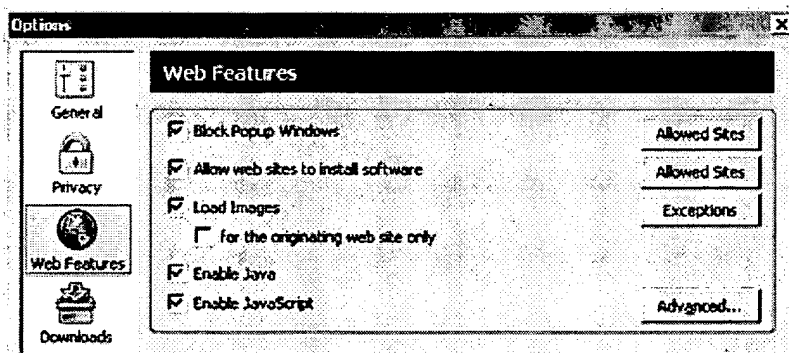 Options
General
Privacy
Web Features
Downloads
Web Features
Block Popup Windows
Allowed Sites
Allow web sites to install software
Allowed Sites
Load Images
Exceptions
for the originating web site only
Enable Java
Enable JavaScript
Advanced...